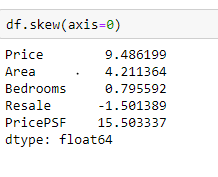 df.skew(axis=0)
Price 9.486199
Area 4.211364
Bedrooms 0.795592
Resale -1.501389
PricePSF 15.503337
dtype: float64